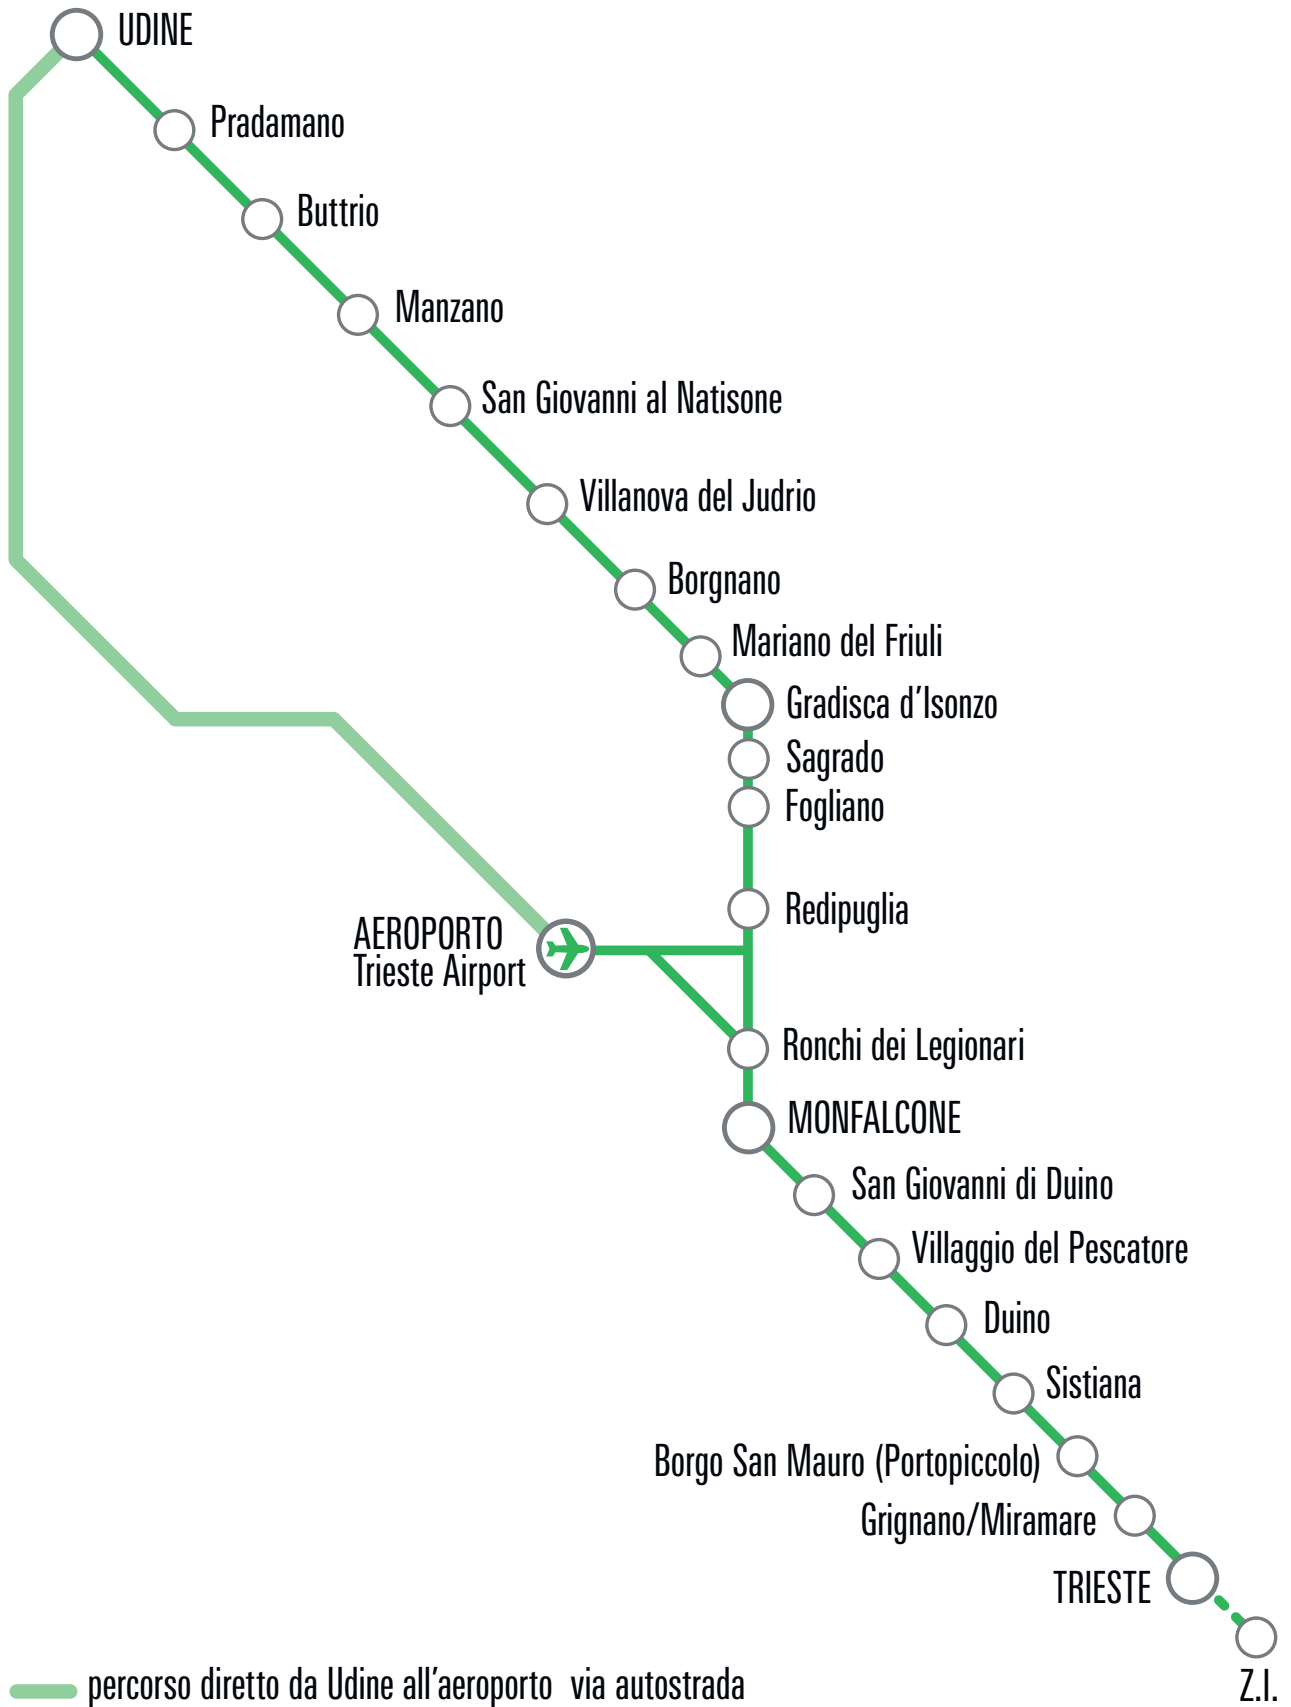 UDINE
Pradamano
Buttrio
Manzano
San Giovanni al Natisone
Villanova del Judrio
Borgnano
Mariano del Friuli
Gradisca d'Isonzo
Sagrado
Fogliano
Redipuglia
AEROPORTO
Trieste Airport
Ronchi dei Legionari
MONFALCONE
San Giovanni di Duino
Villaggio del Pescatore
Duino
Sistiana
Borgo San Mauro (Portopiccolo)
Grignano/Miramare
TRIESTE
Z.I.
percorso diretto da Udine all'aeroporto via autostrada